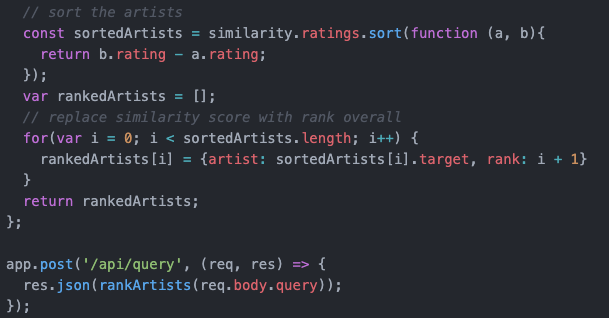 // sort the artists
const sortedArtists = similarity.ratings.sort(function (a, b){
return b.rating - a.rating;
});
var rankedArtists = [];
// replace similarity score with rank overall
for(var i = 0; i < sortedArtists.length; i++) {
rankedArtists[i] = {artist: sortedArtists[i].target, rank: i + 1}
}
return rankedArtists;
};
app.post('/api/query', (req, res) => {
res.json(rankArtists(req.body.query));
});